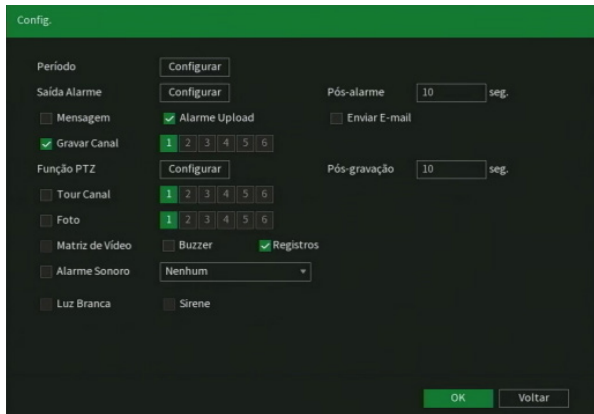 Config.
Período Configurar
Saída Alarme Configurar Pós-alarme 10 seg.
Mensagem Alarme Upload Enviar E-mail
Gravar Canal 1 2 3 4 5 6
Função PTZ Configurar Pós-gravação 10 seg.
Tour Canal 1 2 3 4 5 6
Foto 1 2 3 4 5 6
Matriz de Vídeo Buzzer Registros
Alarme Sonoro Nenhum
Luz Branca Sirene
OK Voltar